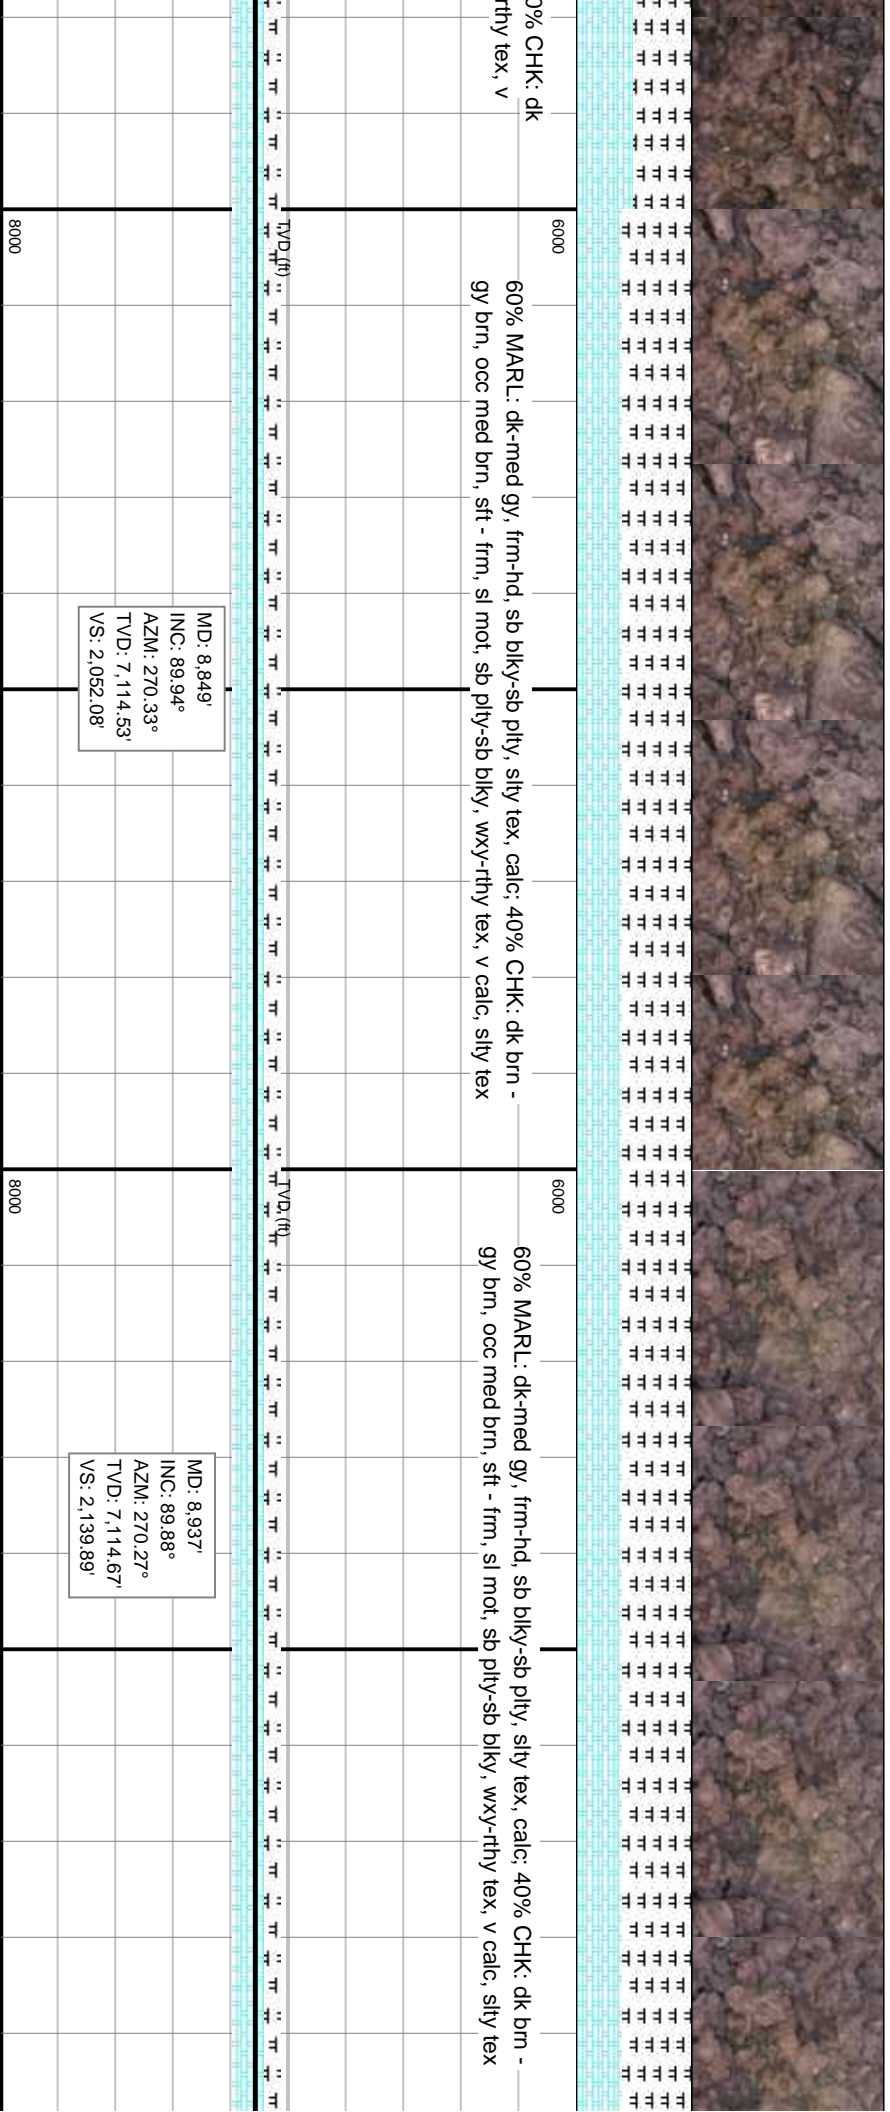 0% CHK: dk
rthy tex, v
6000
TVD (ft)
8000
60% MARL: dk-med gy, frm-hd, sb blky-sb plty, slty tex, calc; 40% CHK: dk brn -
gy brn, occ med brn, sft - frm, sl mot, sb plty-sb blky, wxy-rthy tex, v calc, slty tex
MD: 8,849'
INC: 89.94°
AZM: 270.33°
TVD: 7,114.53'
VS: 2,052.08'
6000
TVD (ft)
8000
60% MARL: dk-med gy, frm-hd, sb blky-sb plty, slty tex, calc; 40% CHK: dk brn -
gy brn, occ med brn, sft - frm, sl mot, sb plty-sb blky, wxy-rthy tex, v calc, slty tex
MD: 8,937'
INC: 89.88°
AZM: 270.27°
TVD: 7,114.67'
VS: 2,139.89'